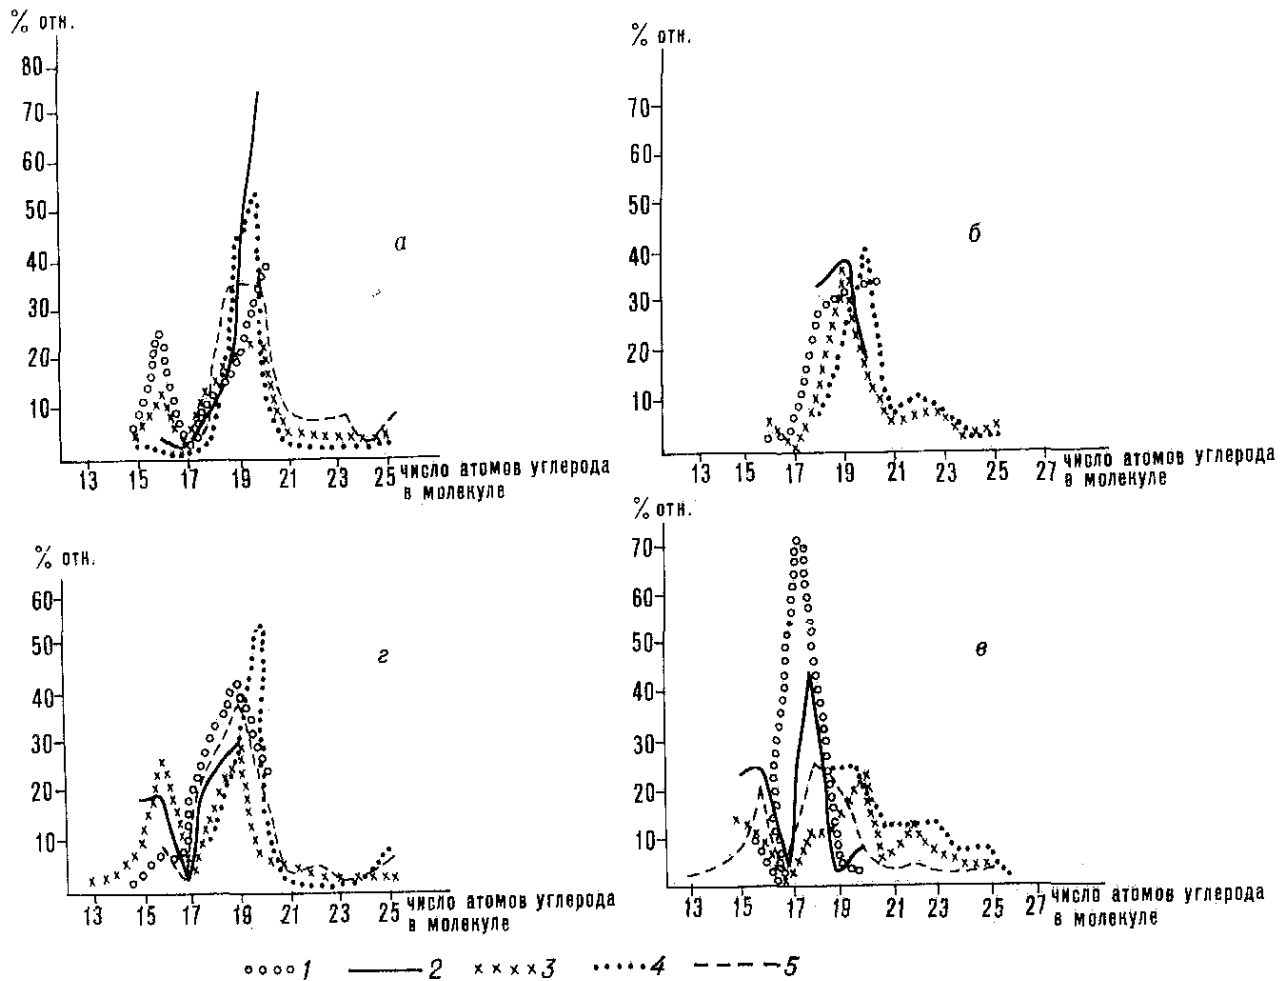 % отн.
80
70
60
50
40
30
20
10
а
13 15 17 19 21 23 25
число атомов углерода
в молекуле
% отн.
70
60
50
40
30
20
10
б
13 15 17 19 21 23 25 27
число атомов углерода
в молекуле
% отн.
60
50
40
30
20
10
г
13 15 17 19 21 23 25
число атомов углерода
в молекуле
% отн.
70
60
50
40
30
20
10
в
13 15 17 19 21 23 25 27
число атомов углерода
в молекуле
1 2 3 4 5